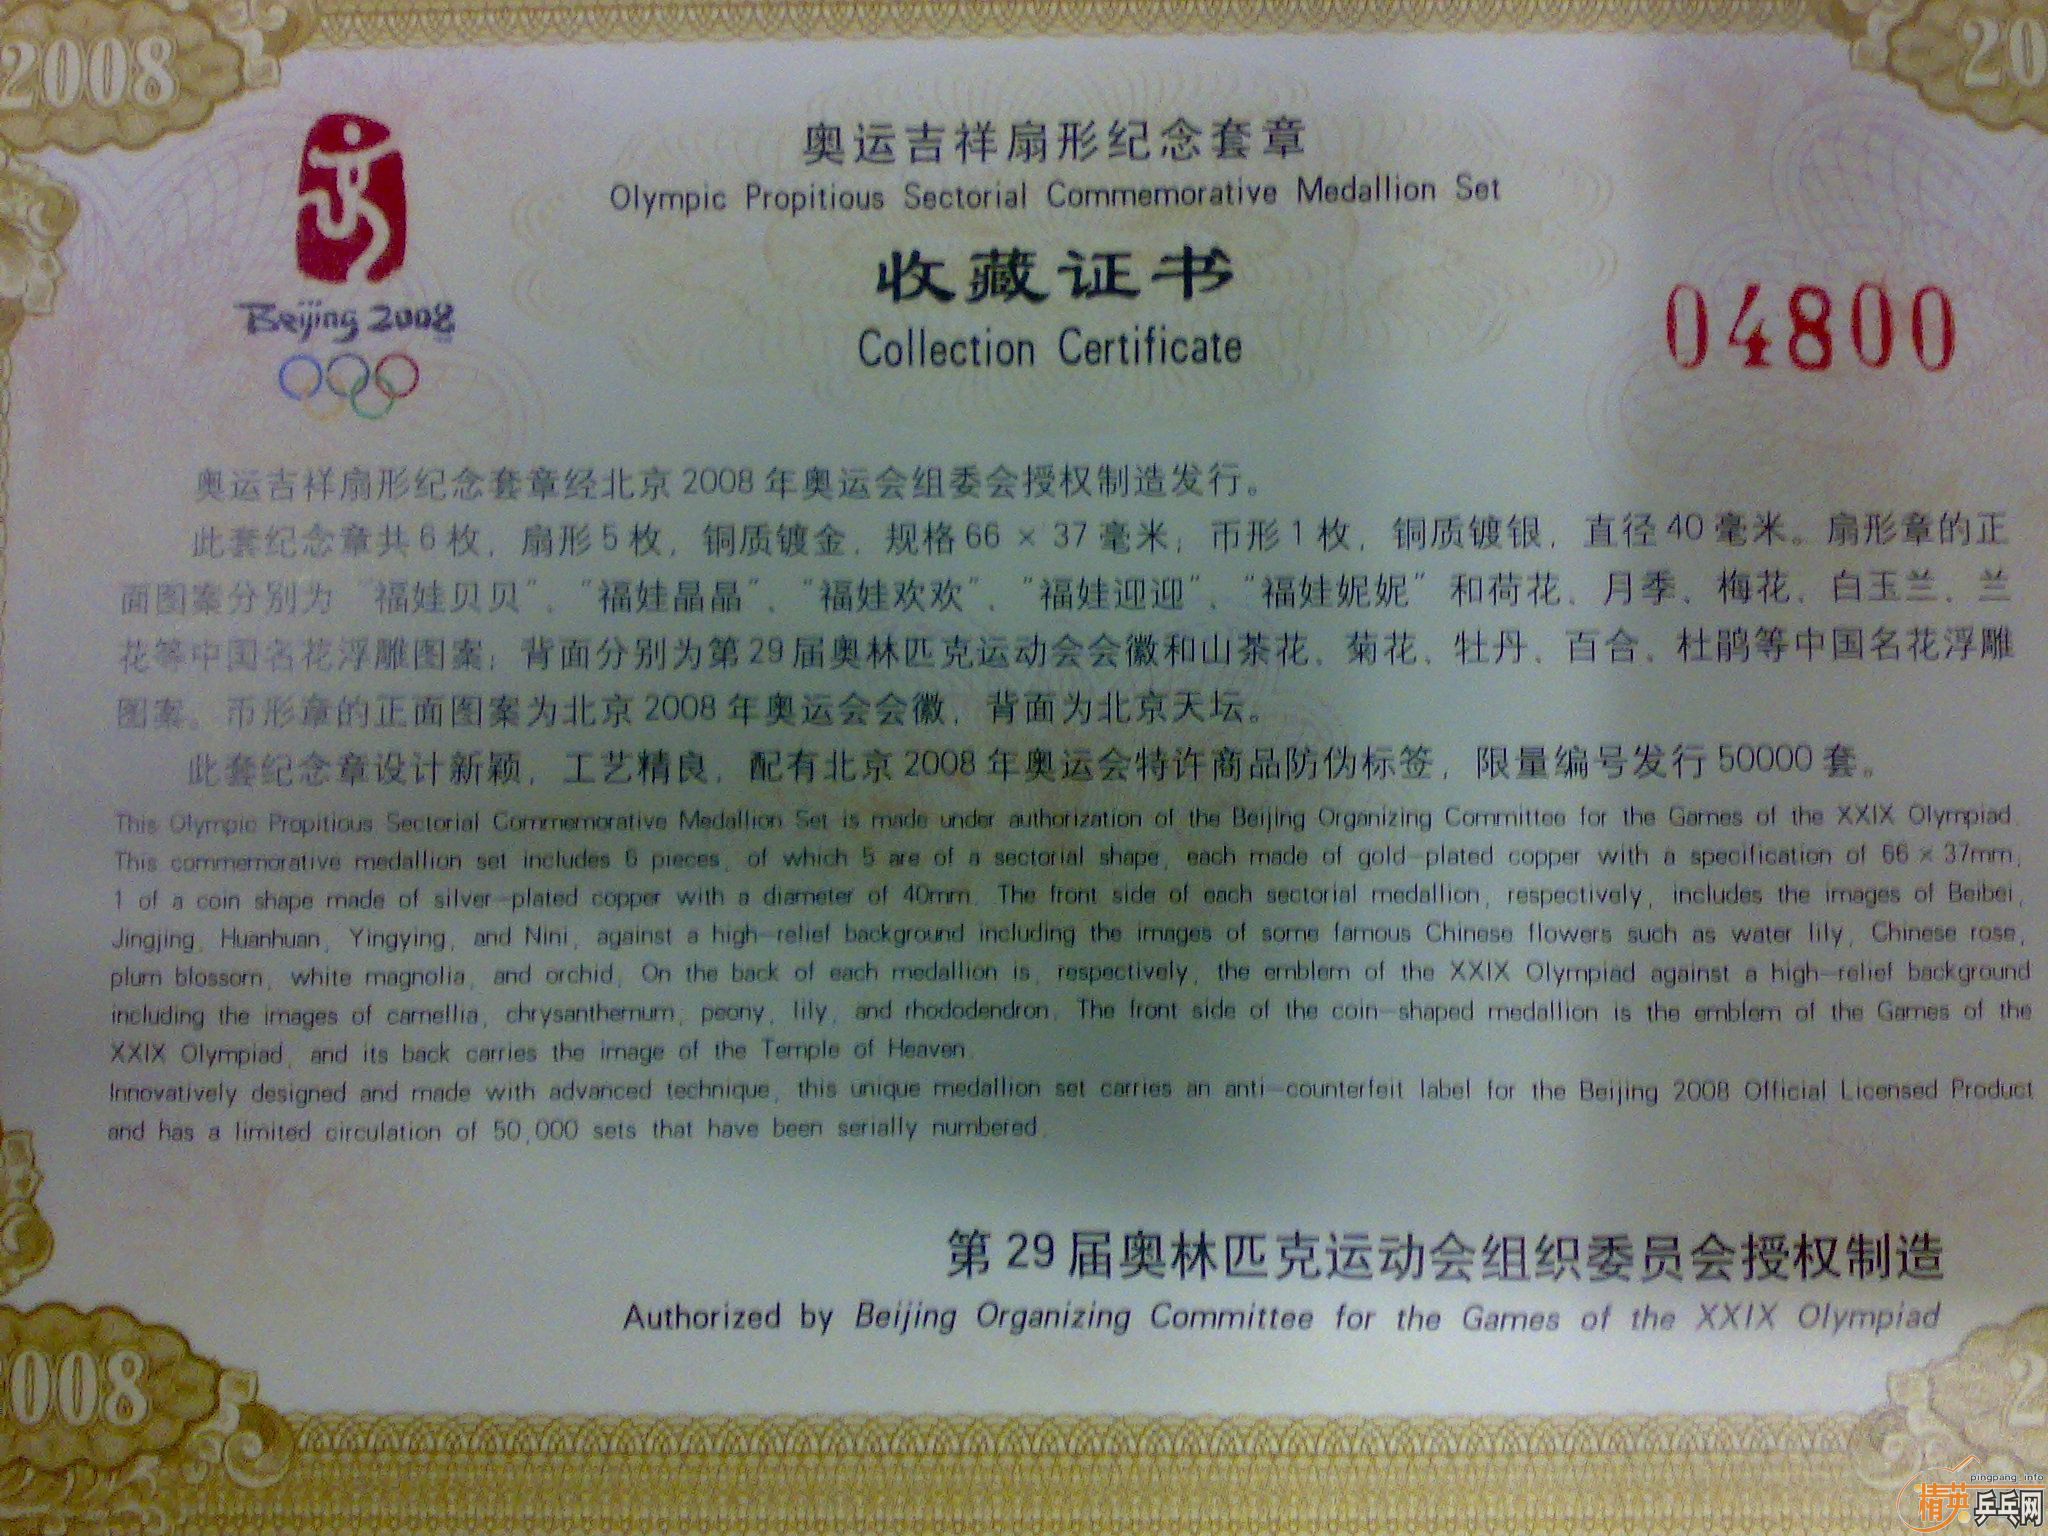 2008
20
奥运吉祥扇形纪念套章
Olympic Propitious Sectorial Commemorative Medallion Set
收藏证书
Collection Certificate
04800
Beijing 2008
奥运吉祥扇形纪念套章经北京2008年奥运会组委会授权制造发行。
此套纪念章共6枚，扇形5枚，铜质镀金，规格66×37毫米；币形1枚，铜质镀银，直径40毫米。扇形章的正
面图案分别为“福娃贝贝”、“福娃晶晶”、“福娃欢欢”、“福娃迎迎”、“福娃妮妮”和荷花、月季、梅花、白玉兰、兰
花等中国名花浮雕图案；背面分别为第29届奥林匹克运动会会徽和山茶花、菊花、牡丹、百合、杜鹃等中国名花浮雕
图案。币形章的正面图案为北京2008年奥运会会徽，背面为北京天坛。
此套纪念章设计新颖，工艺精良，配有北京2008年奥运会特许商品防伪标签，限量编号发行50000套。
This Olympic Propitious Sectorial Commemorative Medallion Set is made under authorization of the Beijing Organizing Committee for the Games of the XXIX Olympiad.
This commemorative medallion set includes 6 pieces, of which 5 are of a sectorial shape, each made of gold-plated copper with a specification of 66×37mm,
1 of a coin shape made of silver-plated copper with a diameter of 40mm. The front side of each sectorial medallion, respectively, includes the images of Beibei,
Jingjing, Huanhuan, Yingying, and Nini, against a high-relief background including the images of some famous Chinese flowers such as water lily, Chinese rose,
plum blossom, white magnolia, and orchid. On the back of each medallion is, respectively, the emblem of the XXIX Olympiad against a high-relief background
including the images of camellia, chrysanthemum, peony, lily, and rhododendron. The front side of the coin-shaped medallion is the emblem of the Games of the
XXIX Olympiad, and its back carries the image of the Temple of Heaven.
Innovatively designed and made with advanced technique, this unique medallion set carries an anti-counterfeit label for the Beijing 2008 Official Licensed Product
and has a limited circulation of 50,000 sets that have been serially numbered.
第29届奥林匹克运动会组织委员会授权制造
Authorized by Beijing Organizing Committee for the Games of the XXIX Olympiad
2008
2
pingpang.info
精英乒乓网